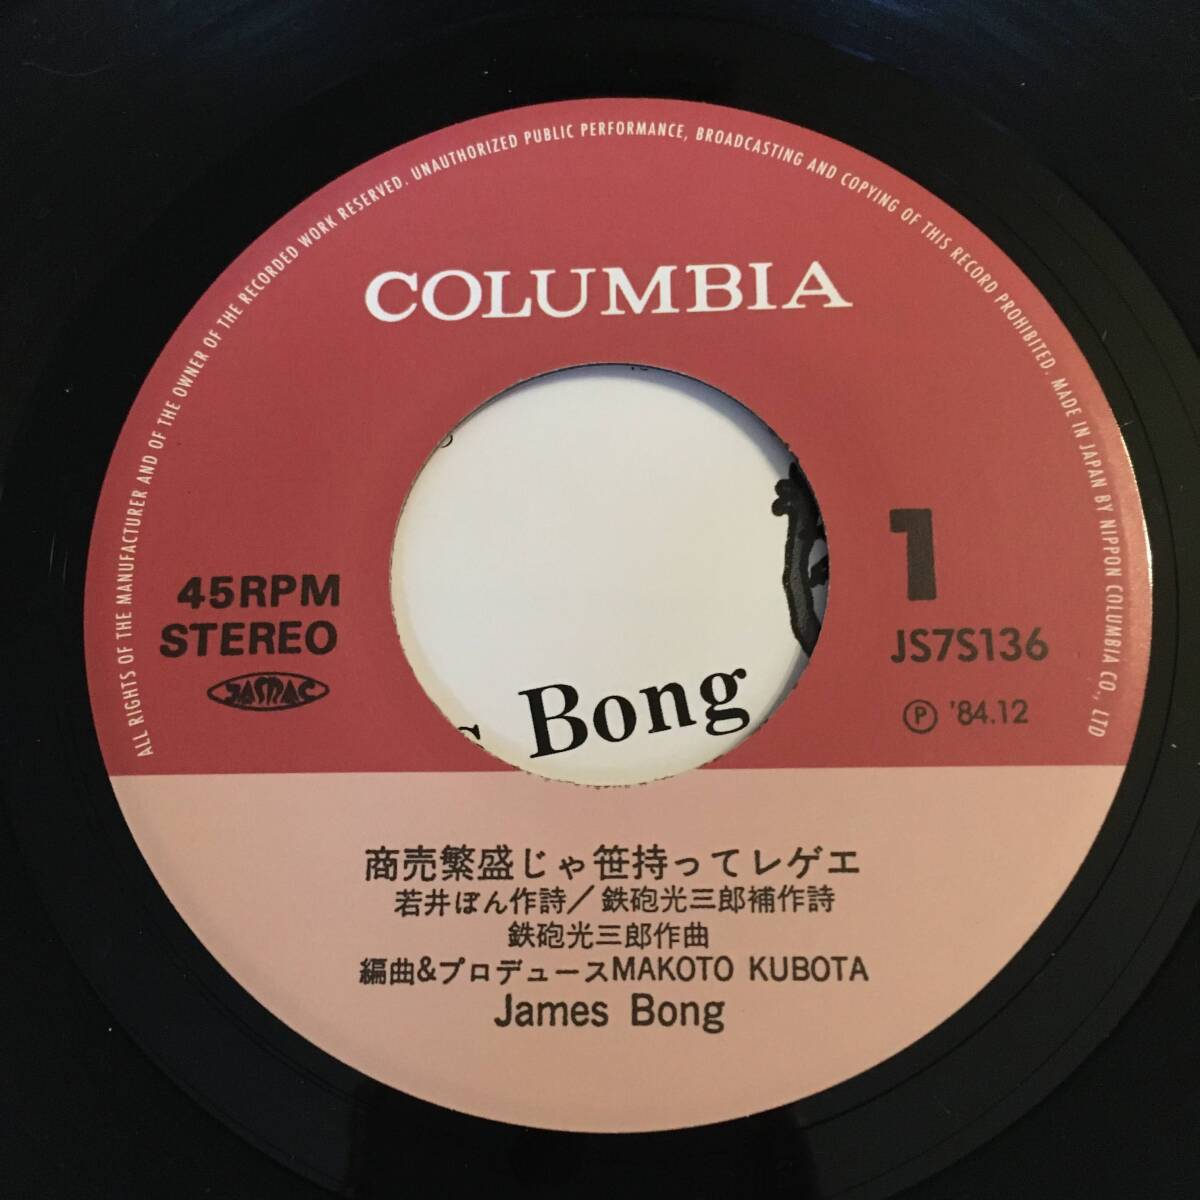 ALL RIGHTS OF THE MANUFACTURER AND OF THE OWNER OF THE RECORDED WORK RESERVED. UNAUTHORIZED PUBLIC PERFORMANCE, BROADCASTING AND COPYING OF THIS RECORD PROHIBITED. MADE IN JAPAN BY NIPPON COLUMBIA CO., LTD
COLUMBIA
45RPM
STEREO
JASRAC
1
JS7S136
Ⓟ '84.12
Bong
商売繁盛じゃ笹持ってレゲエ
若井ぼん作詩/鉄砲光三郎補作詩
鉄砲光三郎作曲
編曲&プロデュースMAKOTO KUBOTA
James Bong